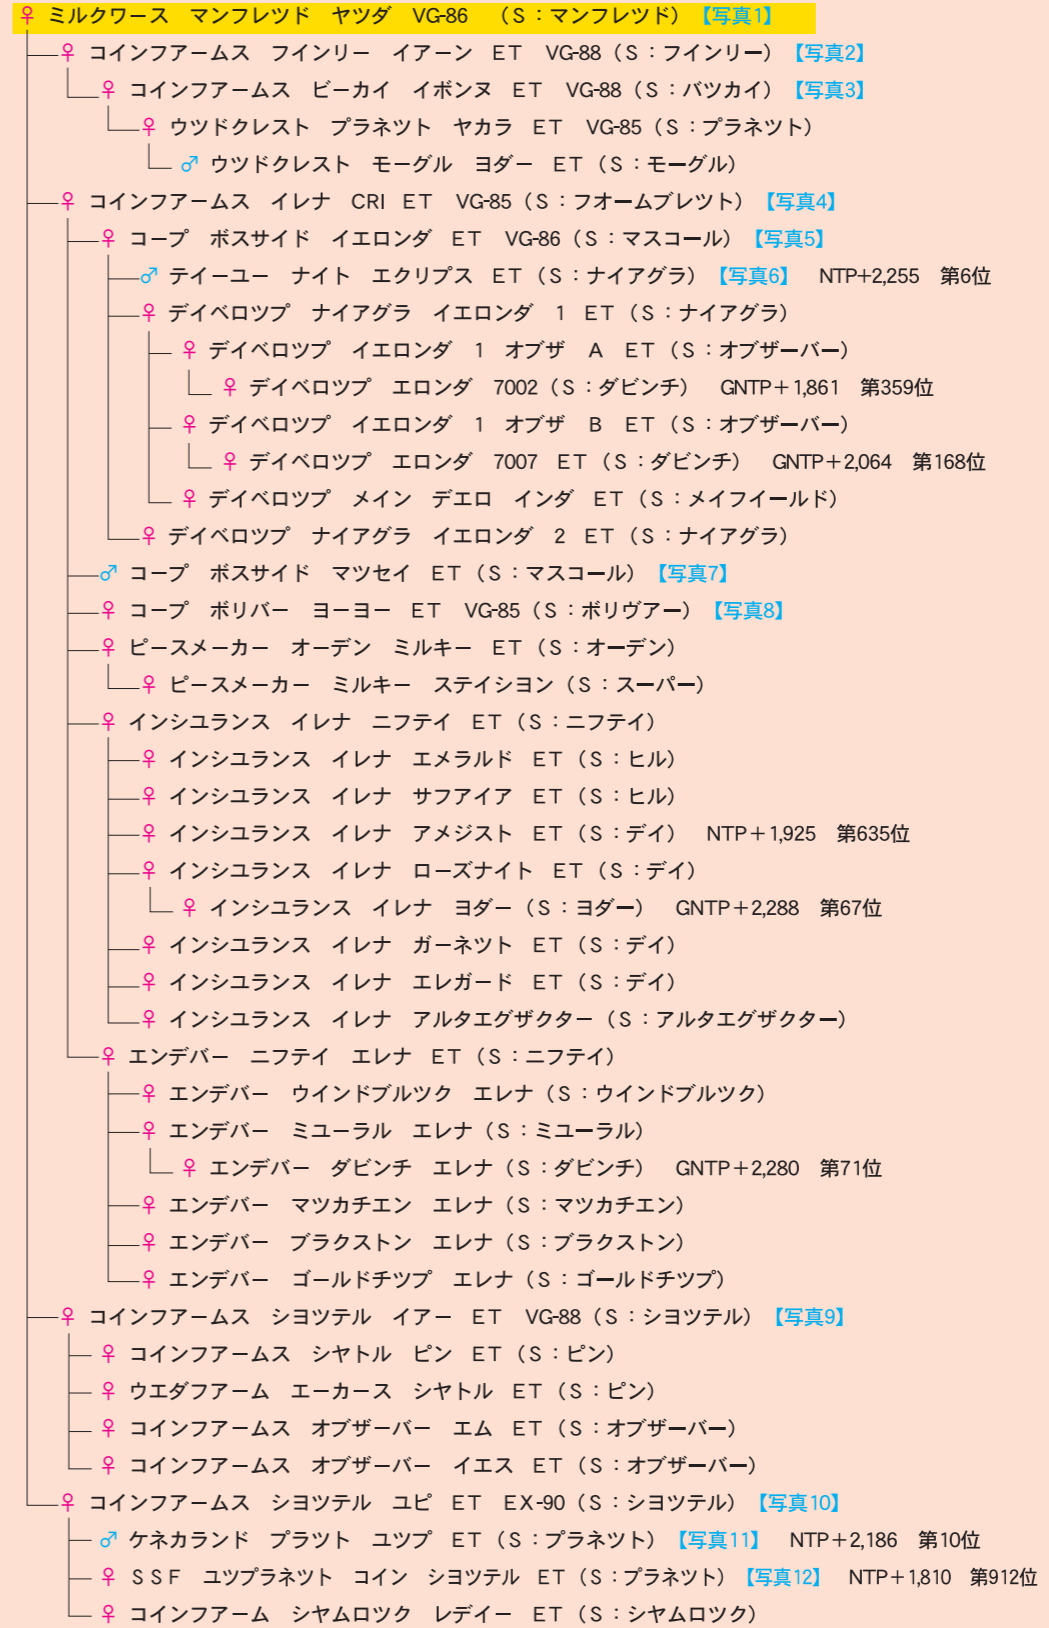 ♀ ミルクワース　マンフレツド　ヤツダ　VG-86　（S：マンフレツド）【写真1】
♀ コインフアームス　フインリー　イアーン　ET　VG-88（S：フインリー）【写真2】
♀ コインフアームス　ビーカイ　イボンヌ　ET　VG-88（S：バツカイ）【写真3】
♀ ウツドクレスト　プラネツト　ヤカラ　ET　VG-85（S：プラネツト）
♂ ウツドクレスト　モーグル　ヨダー　ET（S：モーグル）
♀ コインフアームス　イレナ　CRI　ET　VG-85（S：フオームブレツト）【写真4】
♀ コープ　ボスサイド　イエロンダ　ET　VG-86（S：マスコール）【写真5】
♂ テイーユー　ナイト　エクリプス　ET（S：ナイアグラ）【写真6】　NTP+2,255　第6位
♀ デイベロツプ　ナイアグラ　イエロンダ　1　ET（S：ナイアグラ）
♀ デイベロツプ　イエロンダ　1　オブザ　A　ET（S：オブザーバー）
♀ デイベロツプ　エロンダ　7002（S：ダビンチ）　GNTP＋1,861　第359位
♀ デイベロツプ　イエロンダ　1　オブザ　B　ET（S：オブザーバー）
♀ デイベロツプ　エロンダ　7007　ET（S：ダビンチ）　GNTP＋2,064　第168位
♀ デイベロツプ　メイン　デエロ　インダ　ET（S：メイフイールド）
♀ デイベロツプ　ナイアグラ　イエロンダ　2　ET（S：ナイアグラ）
♂ コープ　ボスサイド　マツセイ　ET（S：マスコール）【写真7】
♀ コープ　ボリバー　ヨーヨー　ET　VG-85（S：ボリヴアー）【写真8】
♀ ピースメーカー　オーデン　ミルキー　ET（S：オーデン）
♀ ピースメーカー　ミルキー　ステイシヨン（S：スーパー）
♀ インシユランス　イレナ　ニフテイ　ET（S：ニフテイ）
♀ インシユランス　イレナ　エメラルド　ET（S：ヒル）
♀ インシユランス　イレナ　サフアイア　ET（S：ヒル）
♀ インシユランス　イレナ　アメジスト　ET（S：デイ）　NTP＋1,925　第635位
♀ インシユランス　イレナ　ローズナイト　ET（S：デイ）
♀ インシユランス　イレナ　ヨダー（S：ヨダー）　GNTP＋2,288　第67位
♀ インシユランス　イレナ　ガーネツト　ET（S：デイ）
♀ インシユランス　イレナ　エレガード　ET（S：デイ）
♀ インシユランス　イレナ　アルタエグザクター（S：アルタエグザクター）
♀ エンデバー　ニフテイ　エレナ　ET（S：ニフテイ）
♀ エンデバー　ウインドブルツク　エレナ（S：ウインドブルツク）
♀ エンデバー　ミユーラル　エレナ（S：ミユーラル）
♀ エンデバー　ダビンチ　エレナ（S：ダビンチ）　GNTP＋2,280　第71位
♀ エンデバー　マツカチエン　エレナ（S：マツカチエン）
♀ エンデバー　ブラクストン　エレナ（S：ブラクストン）
♀ エンデバー　ゴールドチツプ　エレナ（S：ゴールドチツプ）
♀ コインフアームス　シヨツテル　イアー　ET　VG-88（S：シヨツテル）【写真9】
♀ コインフアームス　シヤトル　ピン　ET（S：ピン）
♀ ウエダフアーム　エーカース　シヤトル　ET（S：ピン）
♀ コインフアームス　オブザーバー　エム　ET（S：オブザーバー）
♀ コインフアームス　オブザーバー　イエス　ET（S：オブザーバー）
♀ コインフアームス　シヨツテル　ユピ　ET　EX-90（S：シヨツテル）【写真10】
♂ ケネカランド　プラツト　ユツプ　ET（S：プラネツト）【写真11】　NTP＋2,186　第10位
♀ SSF　ユツプラネツト　コイン　シヨツテル　ET（S：プラネツト）【写真12】　NTP＋1,810　第912位
♀ コインフアーム　シヤムロツク　レデイー　ET（S：シヤムロツク）